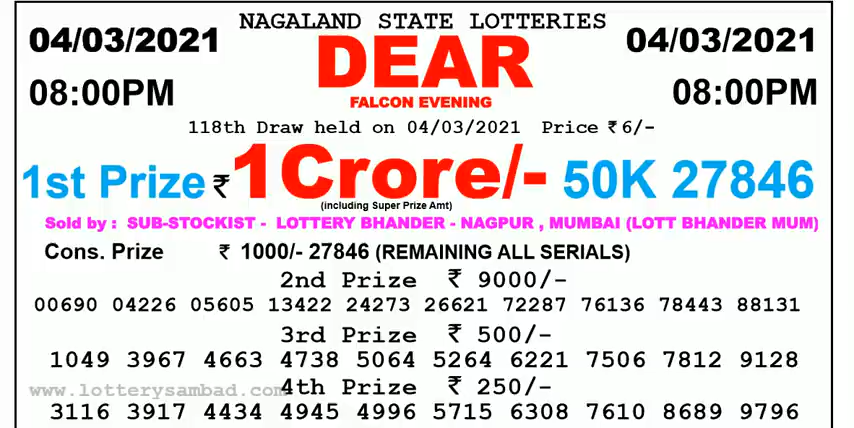 NAGALAND STATE LOTTERIES
04/03/2021 DEAR 04/03/2021
08:00PM FALCON EVENING 08:00PM
118th Draw held on 04/03/2021 Price ₹ 6/-
1st Prize ₹ 1Crore/- 50K 27846
(including Super Prize Amt)
Sold by : SUB-STOCKIST - LOTTERY BHANDER - NAGPUR , MUMBAI (LOTT BHANDER MUM)
Cons. Prize ₹ 1000/- 27846 (REMAINING ALL SERIALS)
2nd Prize ₹ 9000/-
00690 04226 05605 13422 24273 26621 72287 76136 78443 88131
3rd Prize ₹ 500/-
1049 3967 4663 4738 5064 5264 6221 7506 7812 9128
www.lotterysambad.com 4th Prize ₹ 250/-
3116 3917 4434 4945 4996 5715 6308 7610 8689 9796